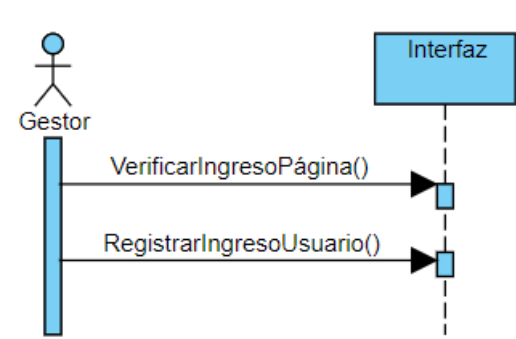 Interfaz
Gestor
VerificarIngresoPágina()
RegistrarIngresoUsuario()